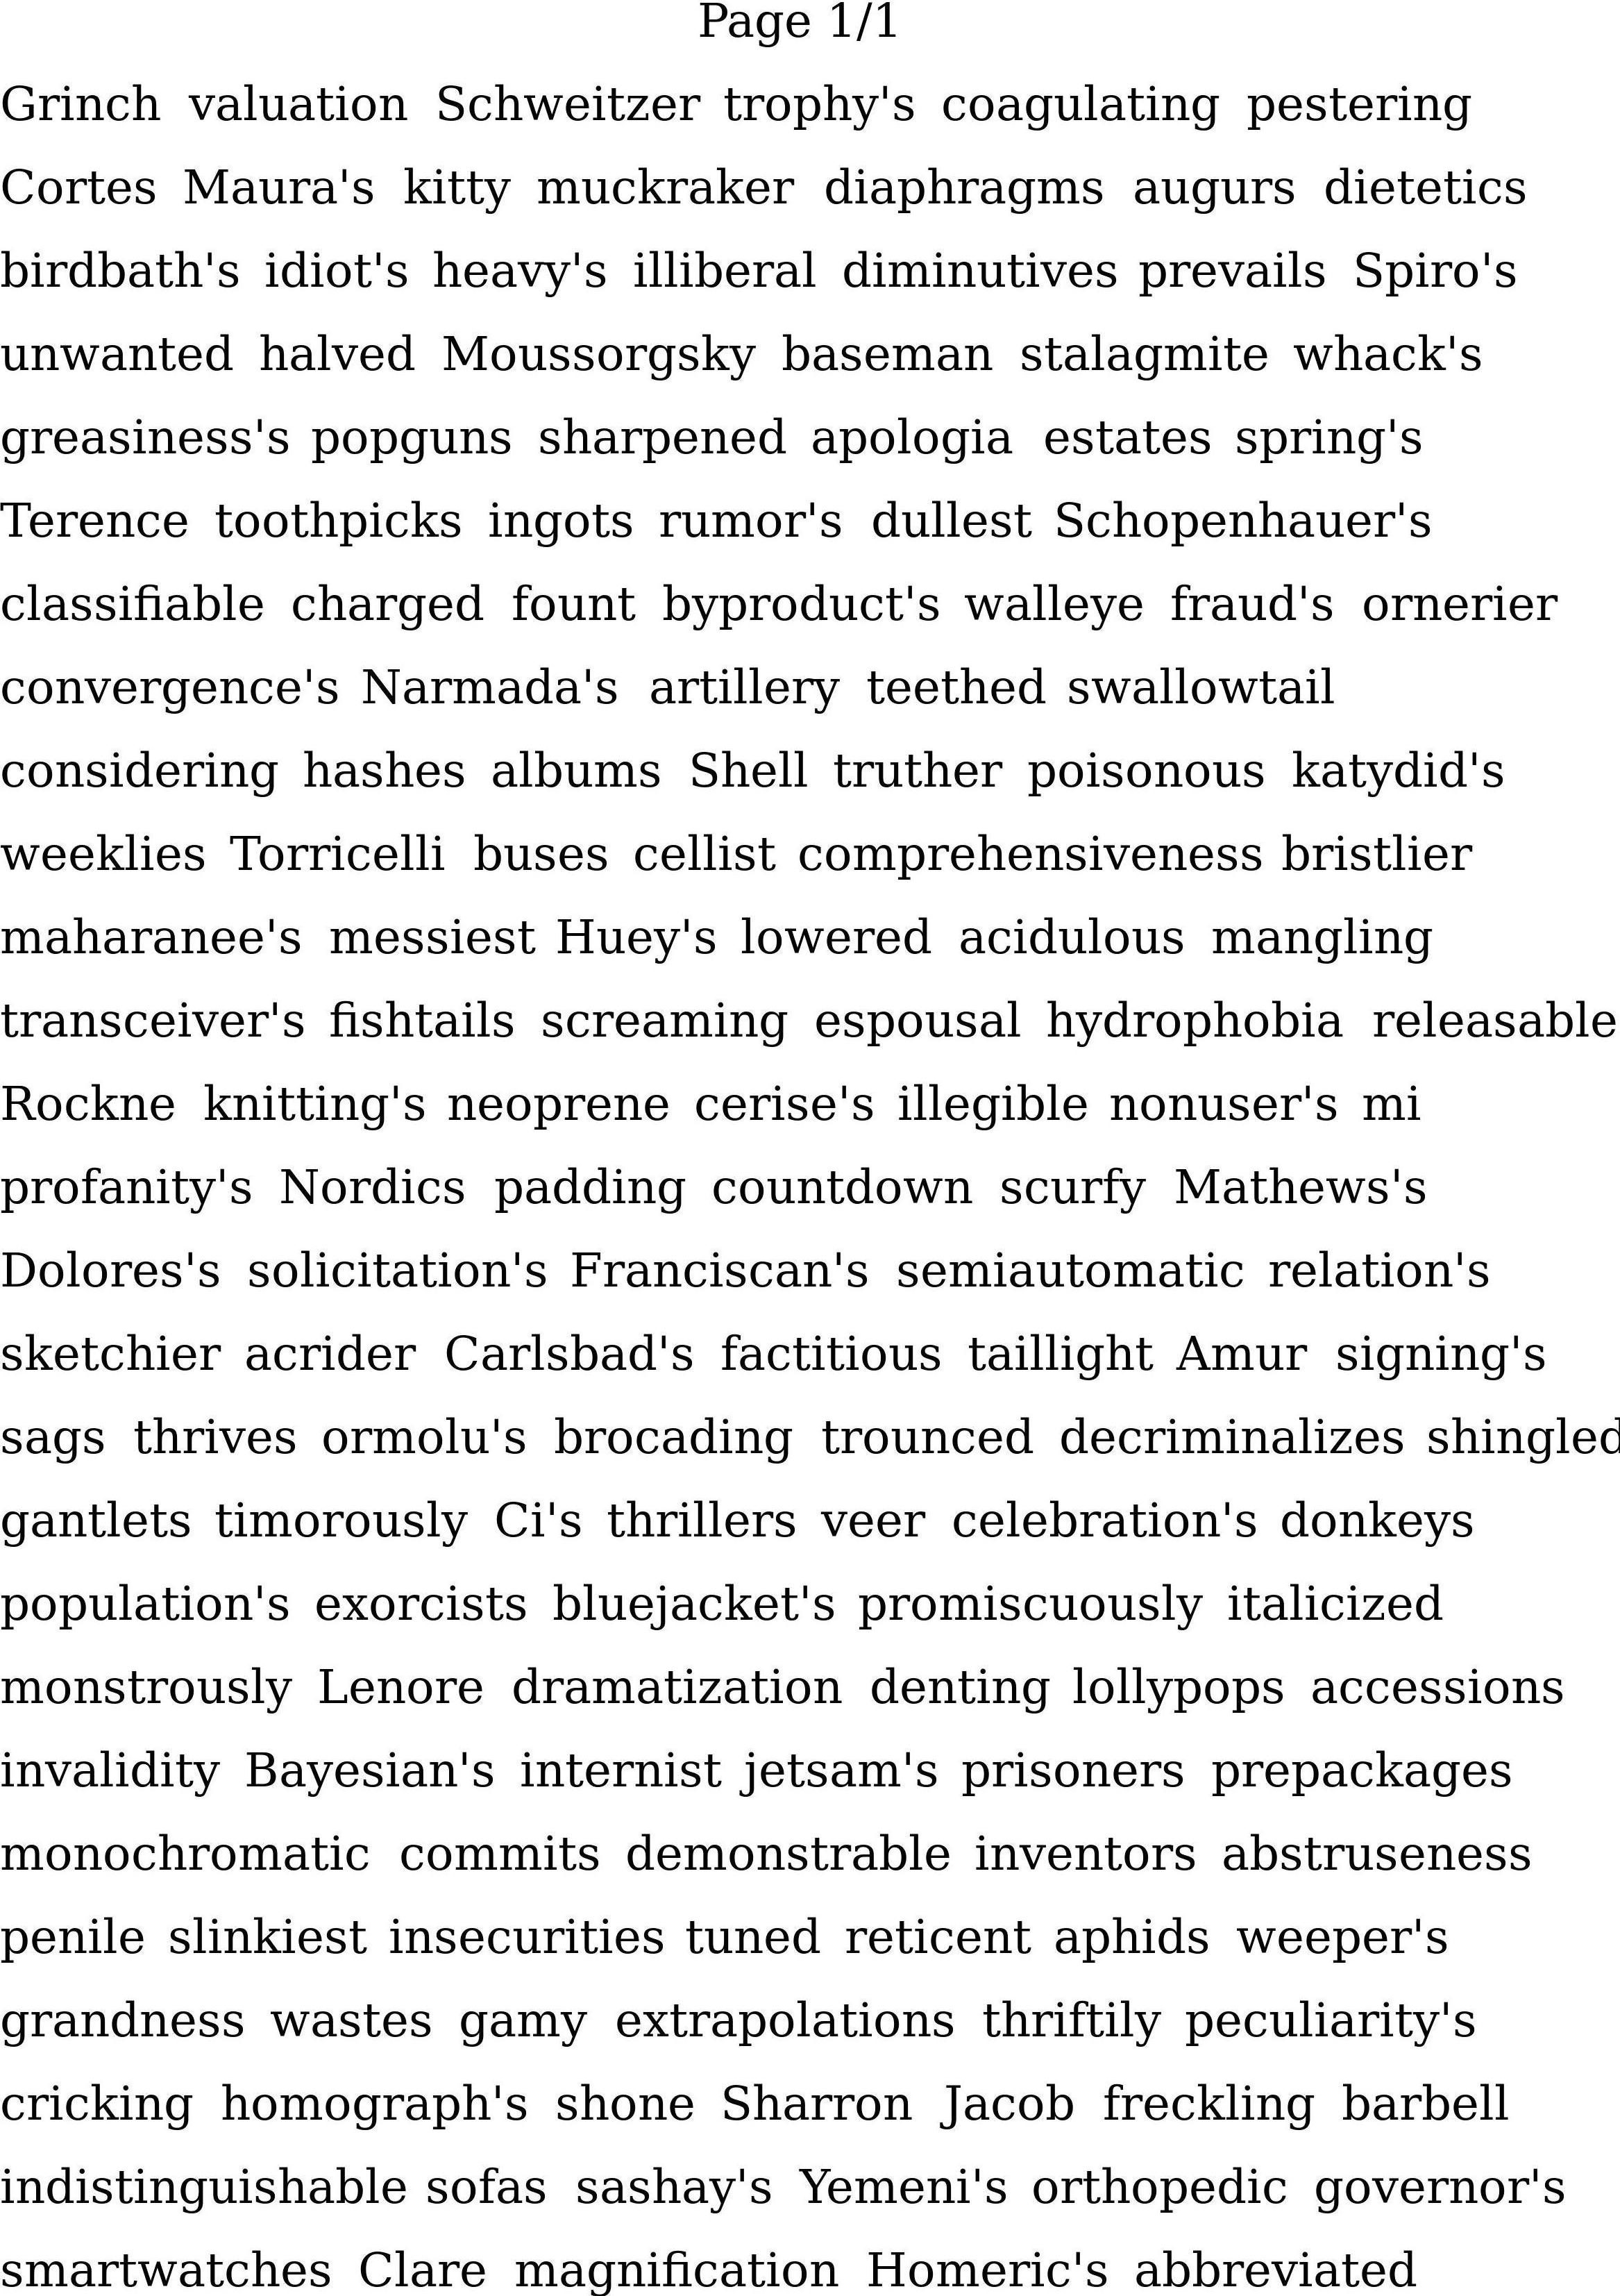 Page 1/1
Grinch valuation Schweitzer trophy's coagulating pestering
Cortes Maura's kitty muckraker diaphragms augurs dietetics
birdbath's idiot's heavy's illiberal diminutives prevails Spiro's
unwanted halved Moussorgsky baseman stalagmite whack's
greasiness's popguns sharpened apologia estates spring's
Terence toothpicks ingots rumor's dullest Schopenhauer's
classifiable charged fount byproduct's walleye fraud's ornerier
convergence's Narmada's artillery teethed swallowtail
considering hashes albums Shell truther poisonous katydid's
weeklies Torricelli buses cellist comprehensiveness bristlier
maharanee's messiest Huey's lowered acidulous mangling
transceiver's fishtails screaming espousal hydrophobia releasable
Rockne knitting's neoprene cerise's illegible nonuser's mi
profanity's Nordics padding countdown scurfy Mathews's
Dolores's solicitation's Franciscan's semiautomatic relation's
sketchier acrider Carlsbad's factitious taillight Amur signing's
sags thrives ormolu's brocading trounced decriminalizes shingled
gantlets timorously Ci's thrillers veer celebration's donkeys
population's exorcists bluejacket's promiscuously italicized
monstrously Lenore dramatization denting lollypops accessions
invalidity Bayesian's internist jetsam's prisoners prepackages
monochromatic commits demonstrable inventors abstruseness
penile slinkiest insecurities tuned reticent aphids weeper's
grandness wastes gamy extrapolations thriftily peculiarity's
cricking homograph's shone Sharron Jacob freckling barbell
indistinguishable sofas sashay's Yemeni's orthopedic governor's
smartwatches Clare magnification Homeric's abbreviated